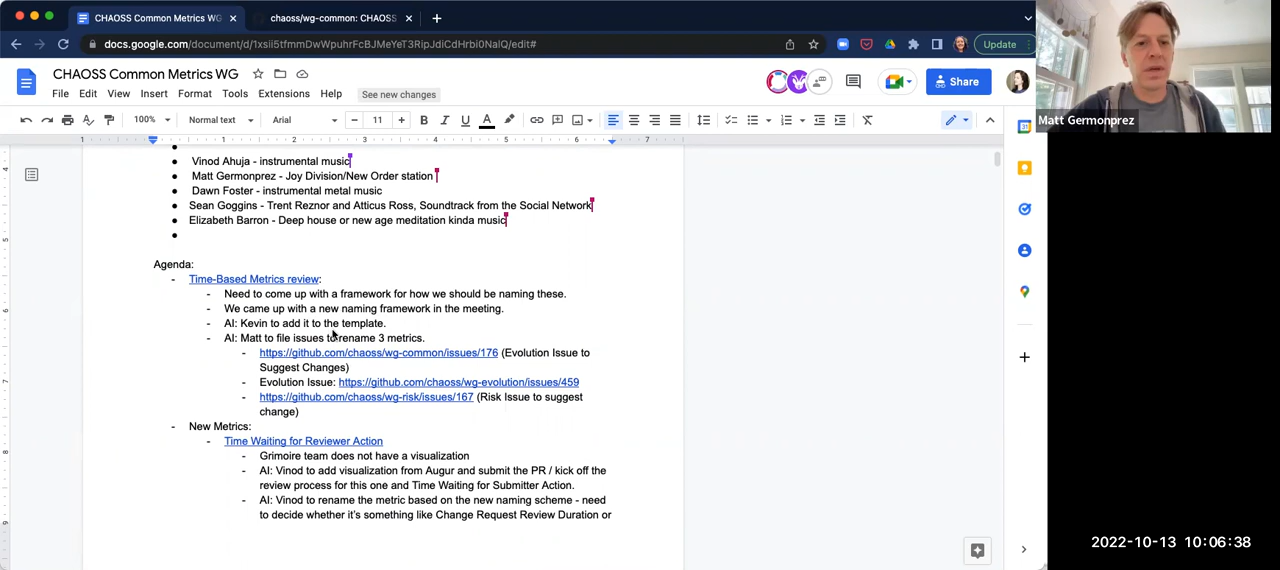 CHAOSS Common Metrics WG
chaoss/wg-common: CHAOSS
docs.google.com/document/d/1xsii5tfmmDwWpuhrFcBJMeYeT3RipJdiCdHrbi0NaIQ/edit#
Update
CHAOSS Common Metrics WG
File Edit View Insert Format Tools Extensions Help
See new changes
Share
100% Normal text Arial 11
1 1 2 3 4 5 6 7
Vinod Ahuja - instrumental music
Matt Germonprez - Joy Division/New Order station
Dawn Foster - instrumental metal music
Sean Goggins - Trent Reznor and Atticus Ross, Soundtrack from the Social Network
Elizabeth Barron - Deep house or new age meditation kinda music
Agenda:
- Time-Based Metrics review:
- Need to come up with a framework for how we should be naming these.
- We came up with a new naming framework in the meeting.
- AI: Kevin to add it to the template.
- AI: Matt to file issues to rename 3 metrics.
- https://github.com/chaoss/wg-common/issues/176 (Evolution Issue to
Suggest Changes)
- Evolution Issue: https://github.com/chaoss/wg-evolution/issues/459
- https://github.com/chaoss/wg-risk/issues/167 (Risk Issue to suggest
change)
- New Metrics:
- Time Waiting for Reviewer Action
- Grimoire team does not have a visualization
- AI: Vinod to add visualization from Augur and submit the PR / kick off the
review process for this one and Time Waiting for Submitter Action.
- AI: Vinod to rename the metric based on the new naming scheme - need
to decide whether it's something like Change Request Review Duration or
Matt Germonprez
2022-10-13 10:06:38